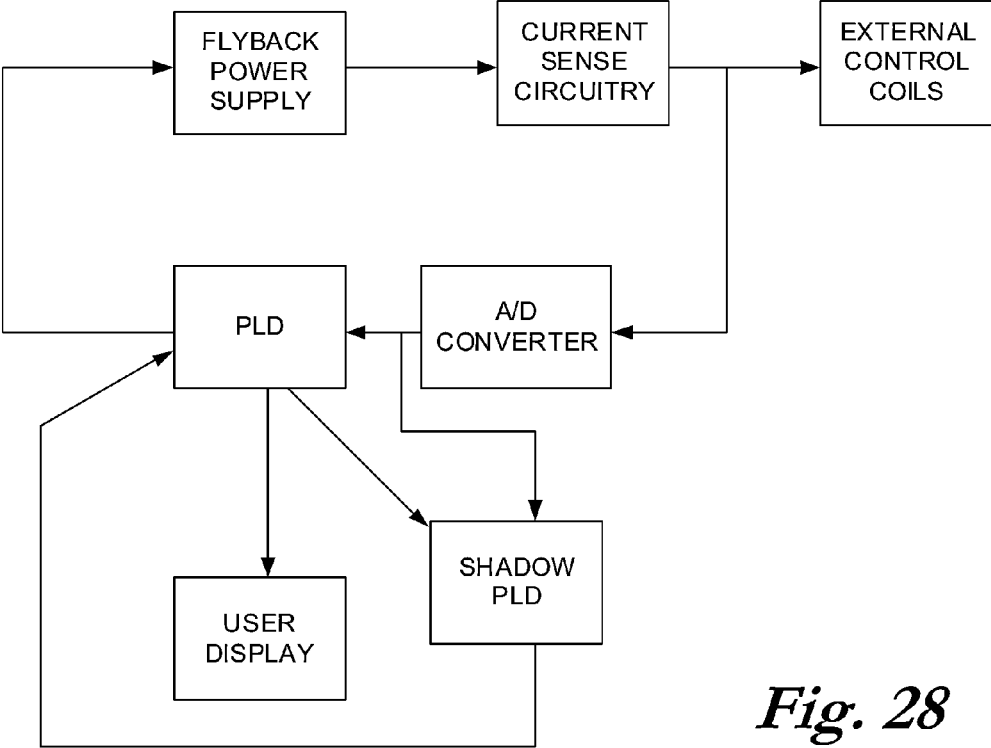 FLYBACK
POWER
SUPPLY
CURRENT
SENSE
CIRCUITRY
EXTERNAL
CONTROL
COILS
PLD
A/D
CONVERTER
SHADOW
PLD
USER
DISPLAY
Fig. 28